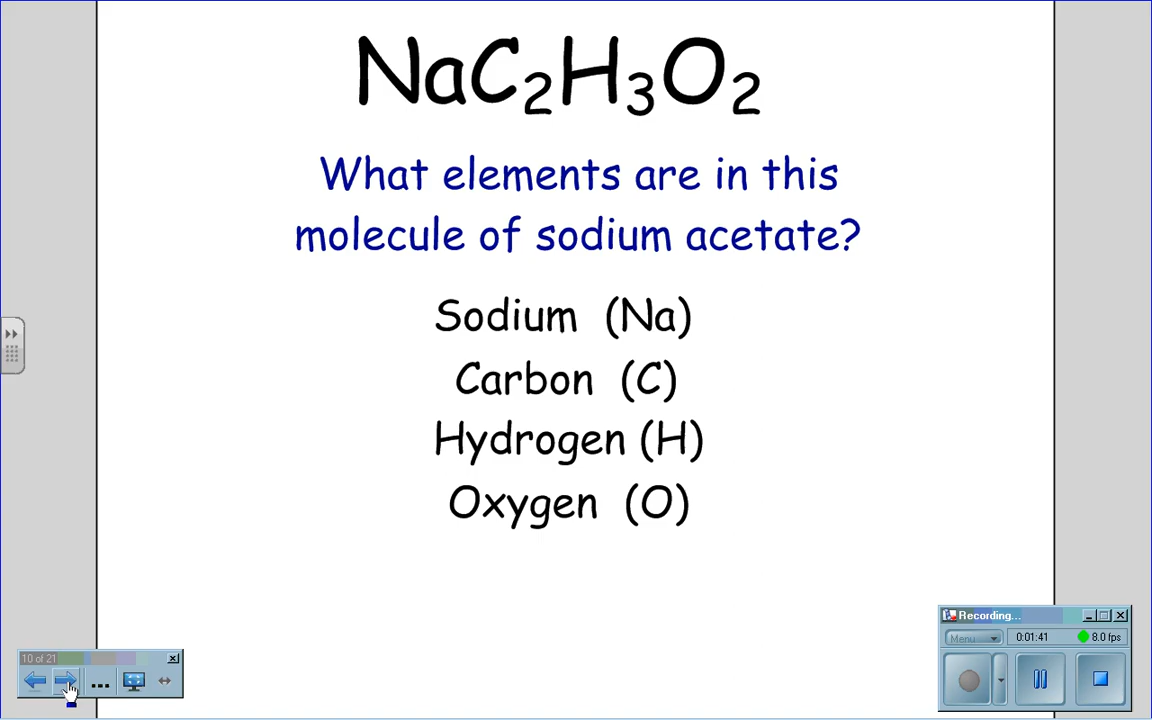 NaC₂H₃O₂
What elements are in this
molecule of sodium acetate?
Sodium (Na)
Carbon (C)
Hydrogen (H)
Oxygen (O)
10 of 21
...
Recording...
Menu
0:01:41
8.0 fps